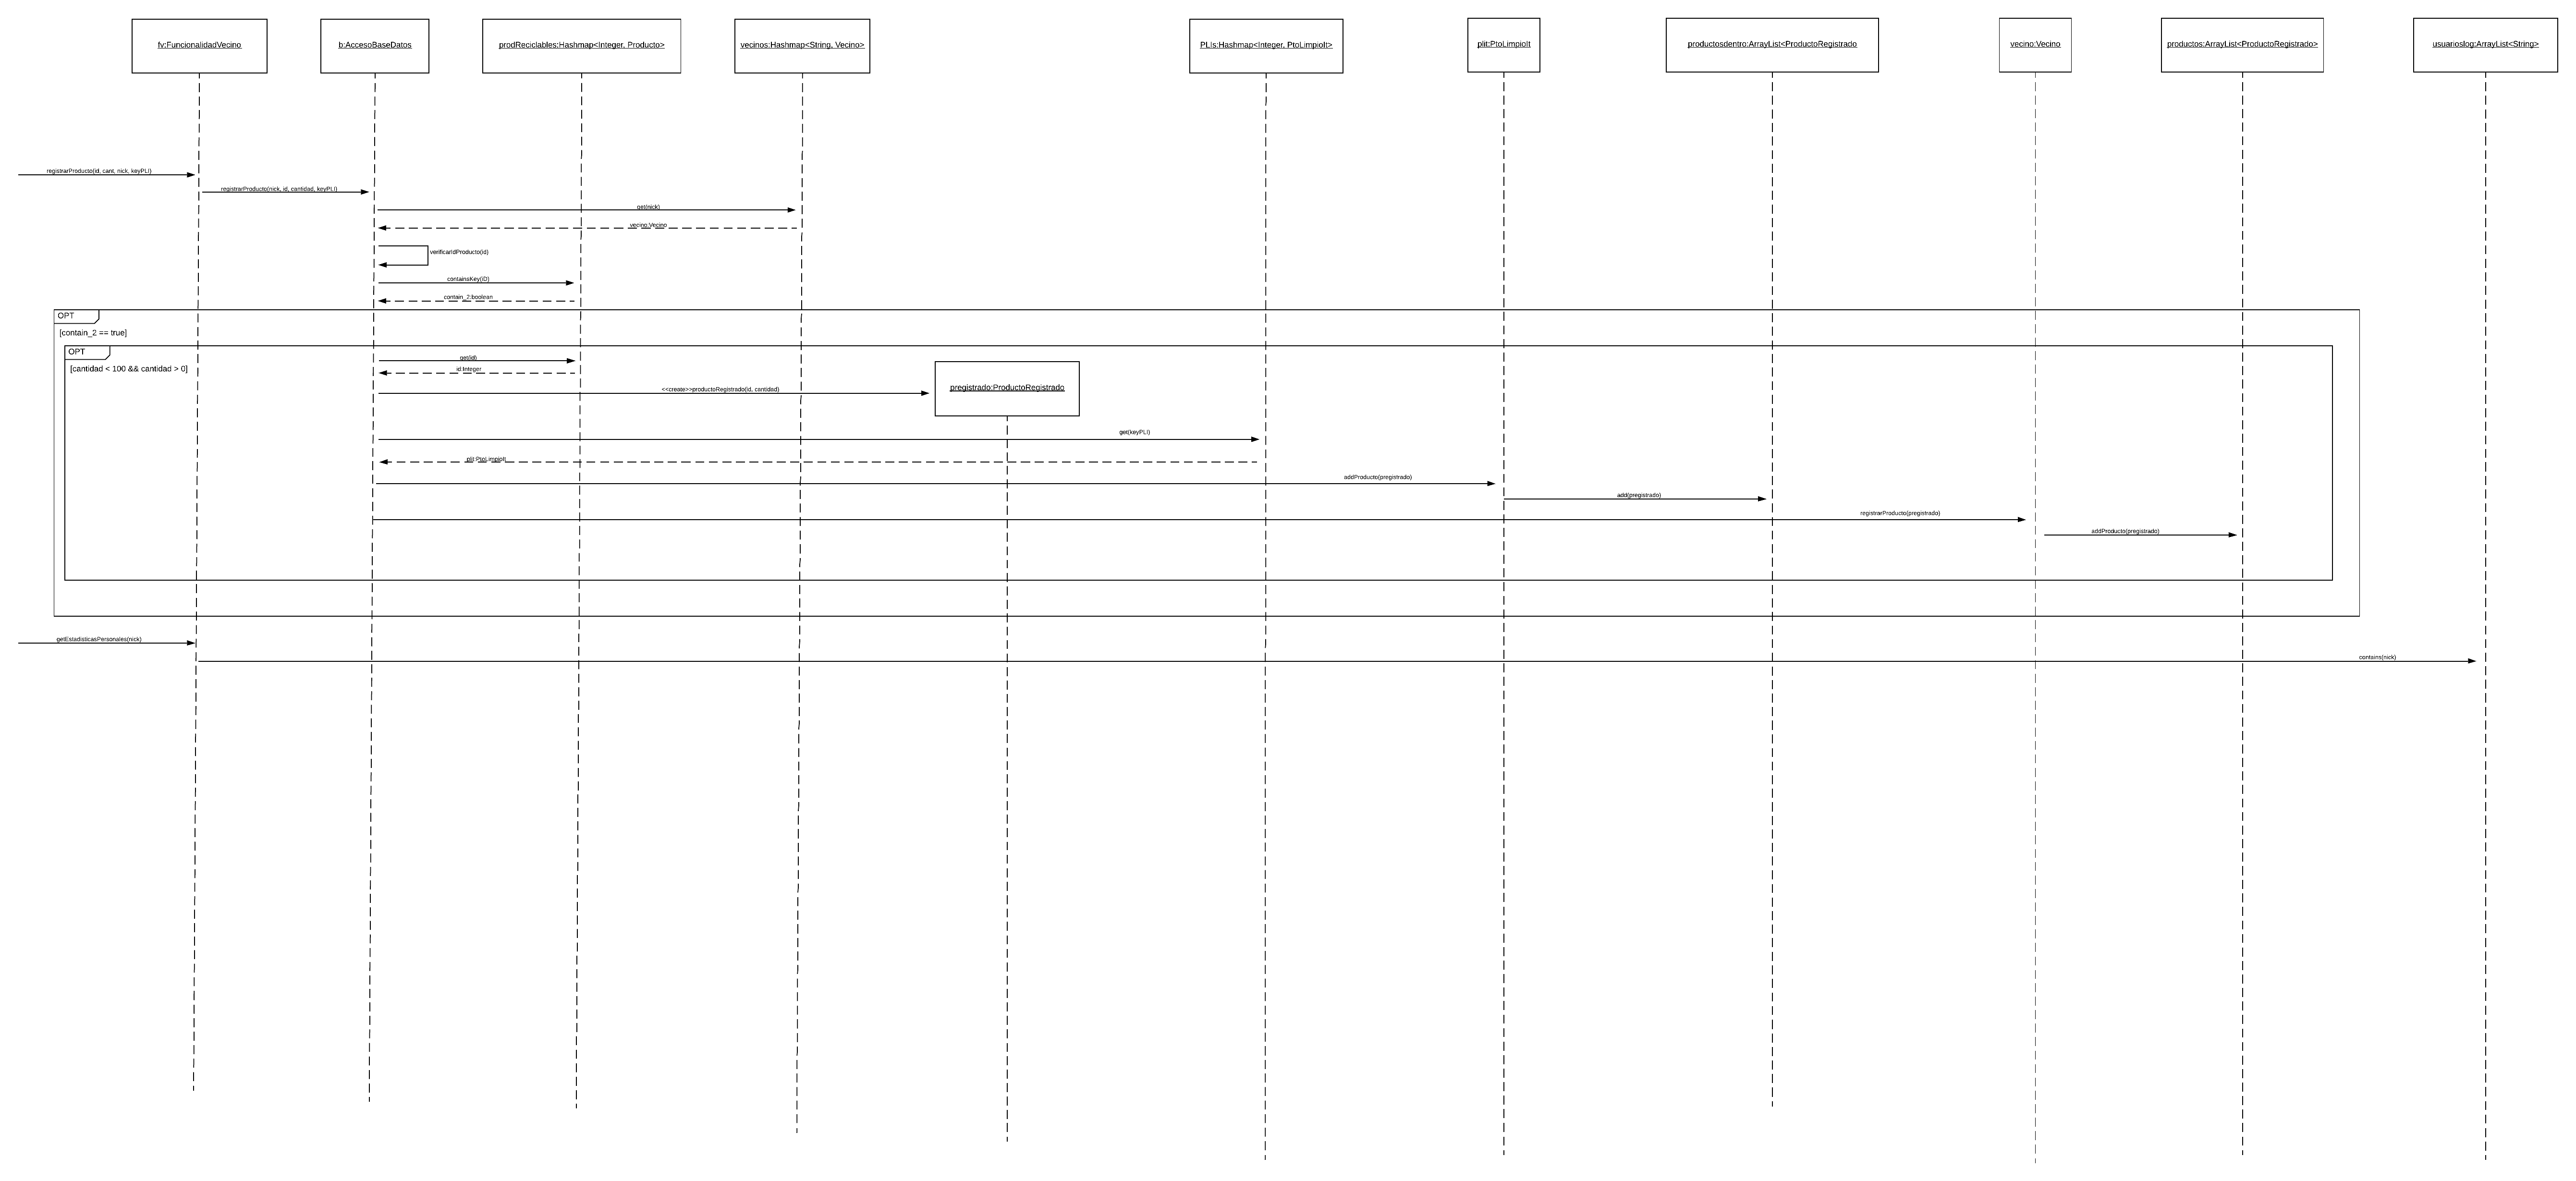 fv:FuncionalidadVecino
b:AccesoBaseDatos
prodReciclables:Hashmap<Integer, Producto>
vecinos:Hashmap<String, Vecino>
PLIs:Hashmap<Integer, PtoLimpioIt>
plit:PtoLimpioIt
productosdentro:ArrayList<ProductoRegistrado
vecino:Vecino
productos:ArrayList<ProductoRegistrado>
usuarioslog:ArrayList<String>
registrarProducto(id, cant, nick, keyPLI)
registrarProducto(nick, id, cantidad, keyPLI)
get(nick)
vecino:Vecino
verificarIdProducto(id)
containsKey(iD)
contain_2:boolean
OPT
[contain_2 == true]
OPT
[cantidad < 100 && cantidad > 0]
get(id)
id:Integer
<<create>>productoRegistrado(id, cantidad)
pregistrado:ProductoRegistrado
get(keyPLI)
plit:PtoLimpioIt
addProducto(pregistrado)
add(pregistrado)
registrarProducto(pregistrado)
addProducto(pregistrado)
getEstadisticasPersonales(nick)
contains(nick)